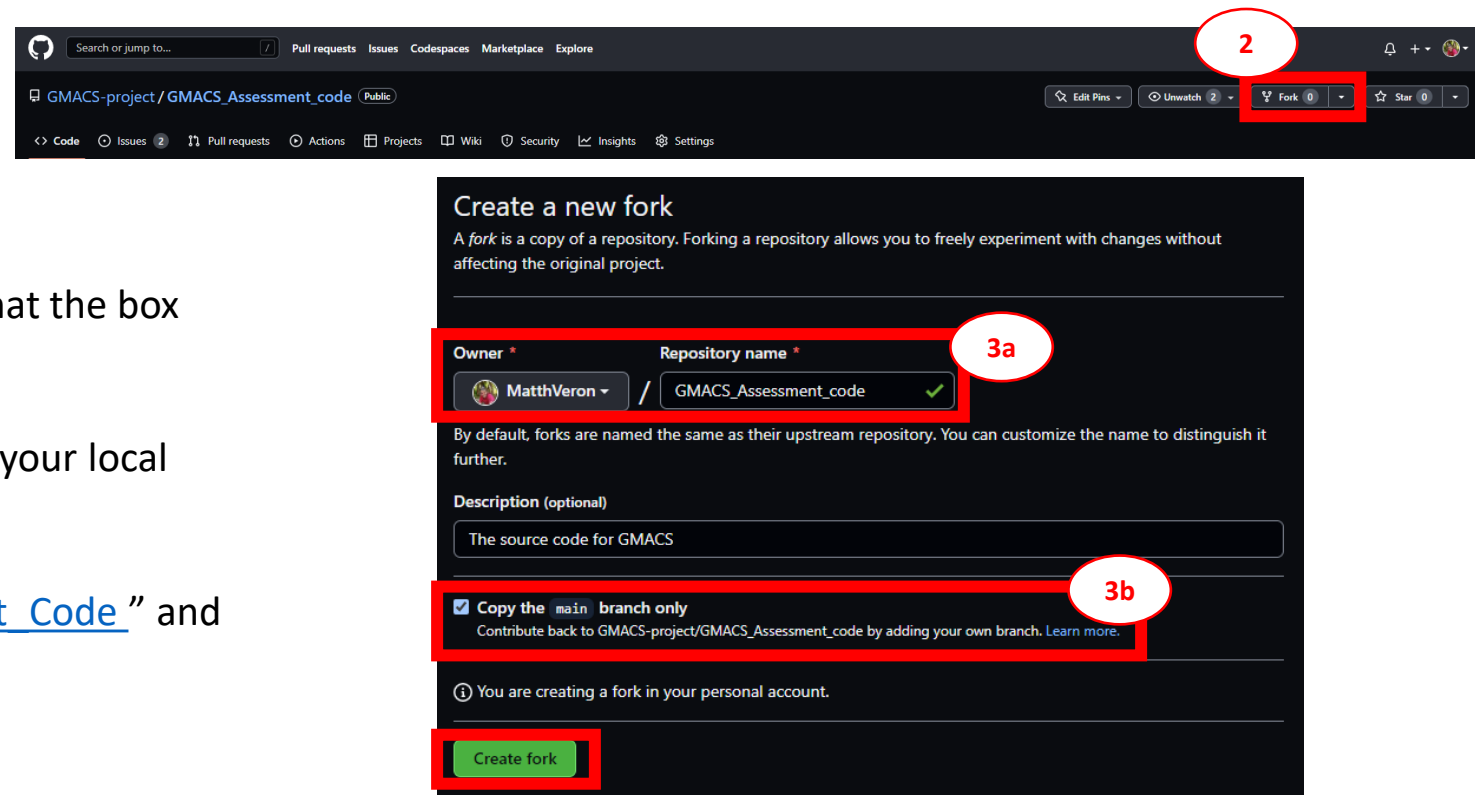 2
Search or jump to... / Pull requests Issues Codespaces Marketplace Explore
GMACS-project / GMACS_Assessment_code Public
Edit Pins Unwatch 2 Fork 0 Star 0
<> Code Issues 2 Pull requests Actions Projects Wiki Security Insights Settings
Create a new fork
A fork is a copy of a repository. Forking a repository allows you to freely experiment with changes without
affecting the original project.
the box
3a
Owner * Repository name *
MatthVeron / GMACS_Assessment_code
By default, forks are named the same as their upstream repository. You can customize the name to distinguish it
further.
your local
Description (optional)
The source code for GMACS
3b
_Code ” and
Copy the main branch only
Contribute back to GMACS-project/GMACS_Assessment_code by adding your own branch. Learn more.
You are creating a fork in your personal account.
Create fork